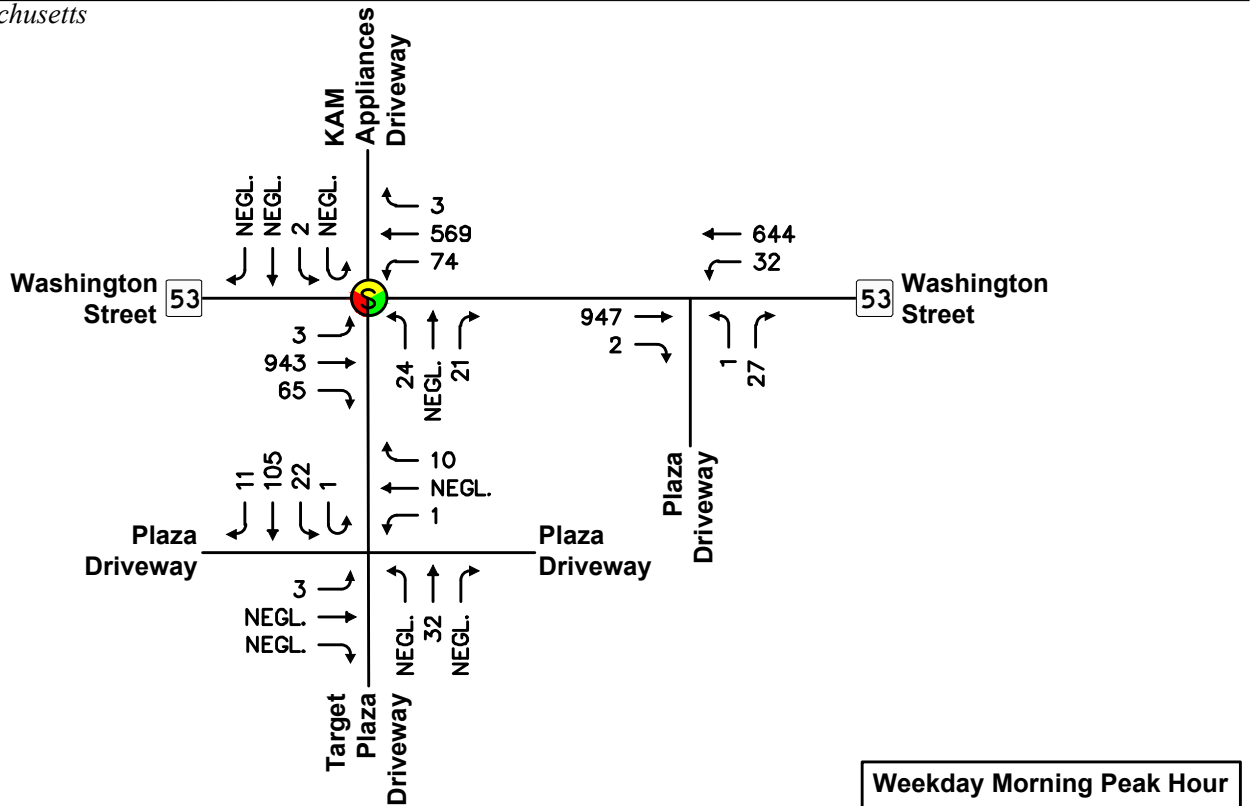 chusetts
KAM
Appliances
Driveway
NEGL.
NEGL.
2
NEGL.
3
569
74
644
32
Washington
Street
53
S
53
Washington
Street
3
943
65
24
NEGL.
21
947
2
1
27
Plaza
Driveway
11
105
22
1
10
NEGL.
1
Plaza
Driveway
Plaza
Driveway
3
NEGL.
NEGL.
NEGL.
32
NEGL.
Target
Plaza
Driveway
Weekday Morning Peak Hour